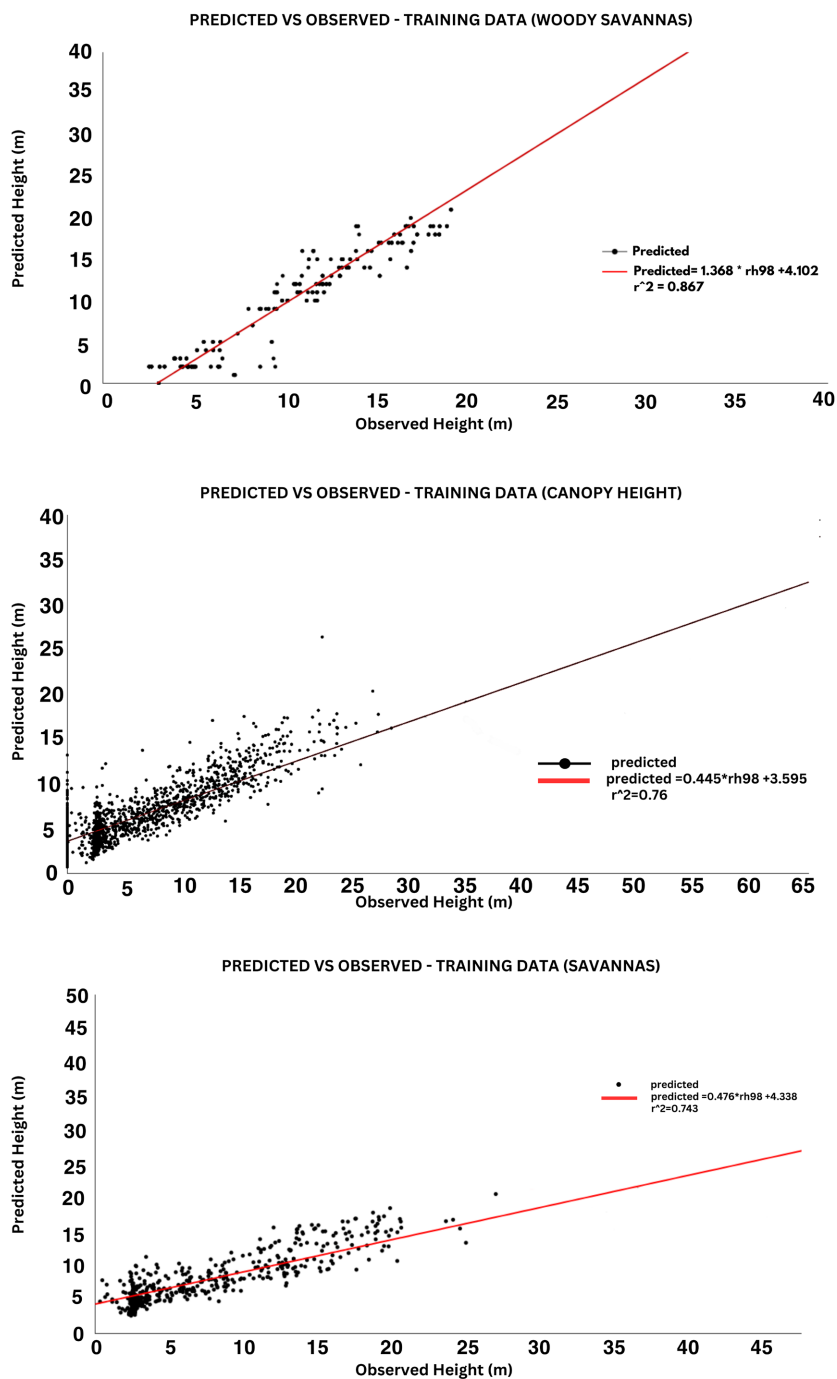 PREDICTED VS OBSERVED - TRAINING DATA (WOODY SAVANNAS)
40
35
30
25
20
15
10
5
0
Predicted Height (m)
Predicted
Predicted= 1.368 * rh98 +4.102
r^2 = 0.867
0 5 10 15 20 25 30 35 40
Observed Height (m)
PREDICTED VS OBSERVED - TRAINING DATA (CANOPY HEIGHT)
40
35
30
25
20
15
10
5
0
Predicted Height (m)
predicted
predicted =0.445*rh98 +3.595
r^2=0.76
0 5 10 15 20 25 30 35 40 45 50 55 60 65
Observed Height (m)
PREDICTED VS OBSERVED - TRAINING DATA (SAVANNAS)
50
45
40
35
30
25
20
15
10
5
0
Predicted Height (m)
predicted
predicted =0.476*rh98 +4.338
r^2=0.743
0 5 10 15 20 25 30 35 40 45
Observed Height (m)